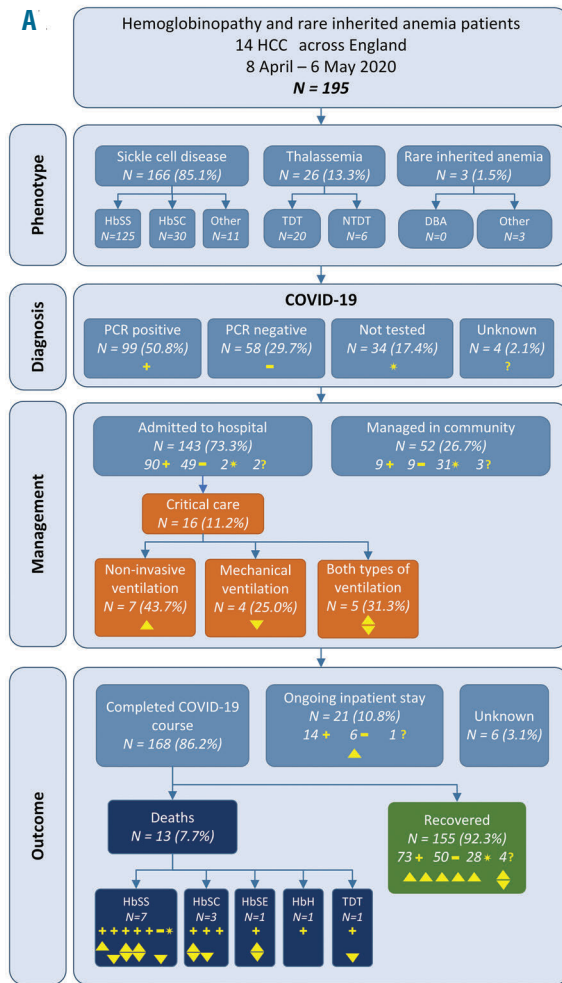 A
Hemoglobinopathy and rare inherited anemia patients
14 HCC across England
8 April – 6 May 2020
N = 195
Phenotype
Sickle cell disease
N = 166 (85.1%)
Thalassemia
N = 26 (13.3%)
Rare inherited anemia
N = 3 (1.5%)
HbSS
N=125
HbSC
N=30
Other
N=11
TDT
N=20
NTDT
N=6
DBA
N=0
Other
N=3
Diagnosis
COVID-19
PCR positive
N = 99 (50.8%)
+
PCR negative
N = 58 (29.7%)
–
Not tested
N = 34 (17.4%)
*
Unknown
N = 4 (2.1%)
?
Management
Admitted to hospital
N = 143 (73.3%)
90 + 49 – 2 * 2 ?
Managed in community
N = 52 (26.7%)
9 + 9 – 31 * 3 ?
Critical care
N = 16 (11.2%)
Non-invasive
ventilation
N = 7 (43.7%)
Mechanical
ventilation
N = 4 (25.0%)
Both types of
ventilation
N = 5 (31.3%)
Outcome
Completed COVID-19
course
N = 168 (86.2%)
Ongoing inpatient stay
N = 21 (10.8%)
14 + 6 – 1 ?
Unknown
N = 6 (3.1%)
Deaths
N = 13 (7.7%)
Recovered
N = 155 (92.3%)
73 + 50 – 28 * 4 ?
HbSS
N=7
+ + + + + – *
HbSC
N=3
+ + +
HbSE
N=1
+
HbH
N=1
+
TDT
N=1
+